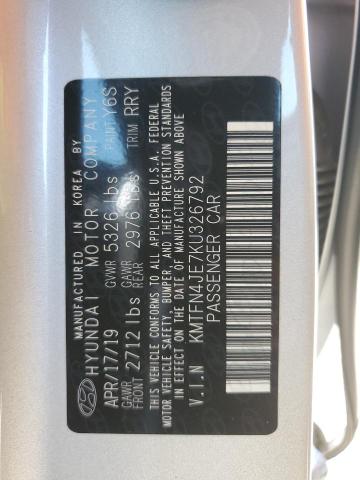 MANUFACTURED IN KOREA BY
HYUNDAI MOTOR COMPANY
APR/17/19 GVWR 5326 lbs PAINT Y6S
GAWR FRONT 2712 lbs GAWR REAR 2976 lbs TRIM RRY
THIS VEHICLE CONFORMS TO ALL APPLICABLE U.S.A. FEDERAL
MOTOR VEHICLE SAFETY, BUMPER, AND THEFT PREVENTION STANDARDS
IN EFFECT ON THE DATE OF MANUFACTURE SHOWN ABOVE
V.I.N KMTFN4JE7KU326792
PASSENGER CAR